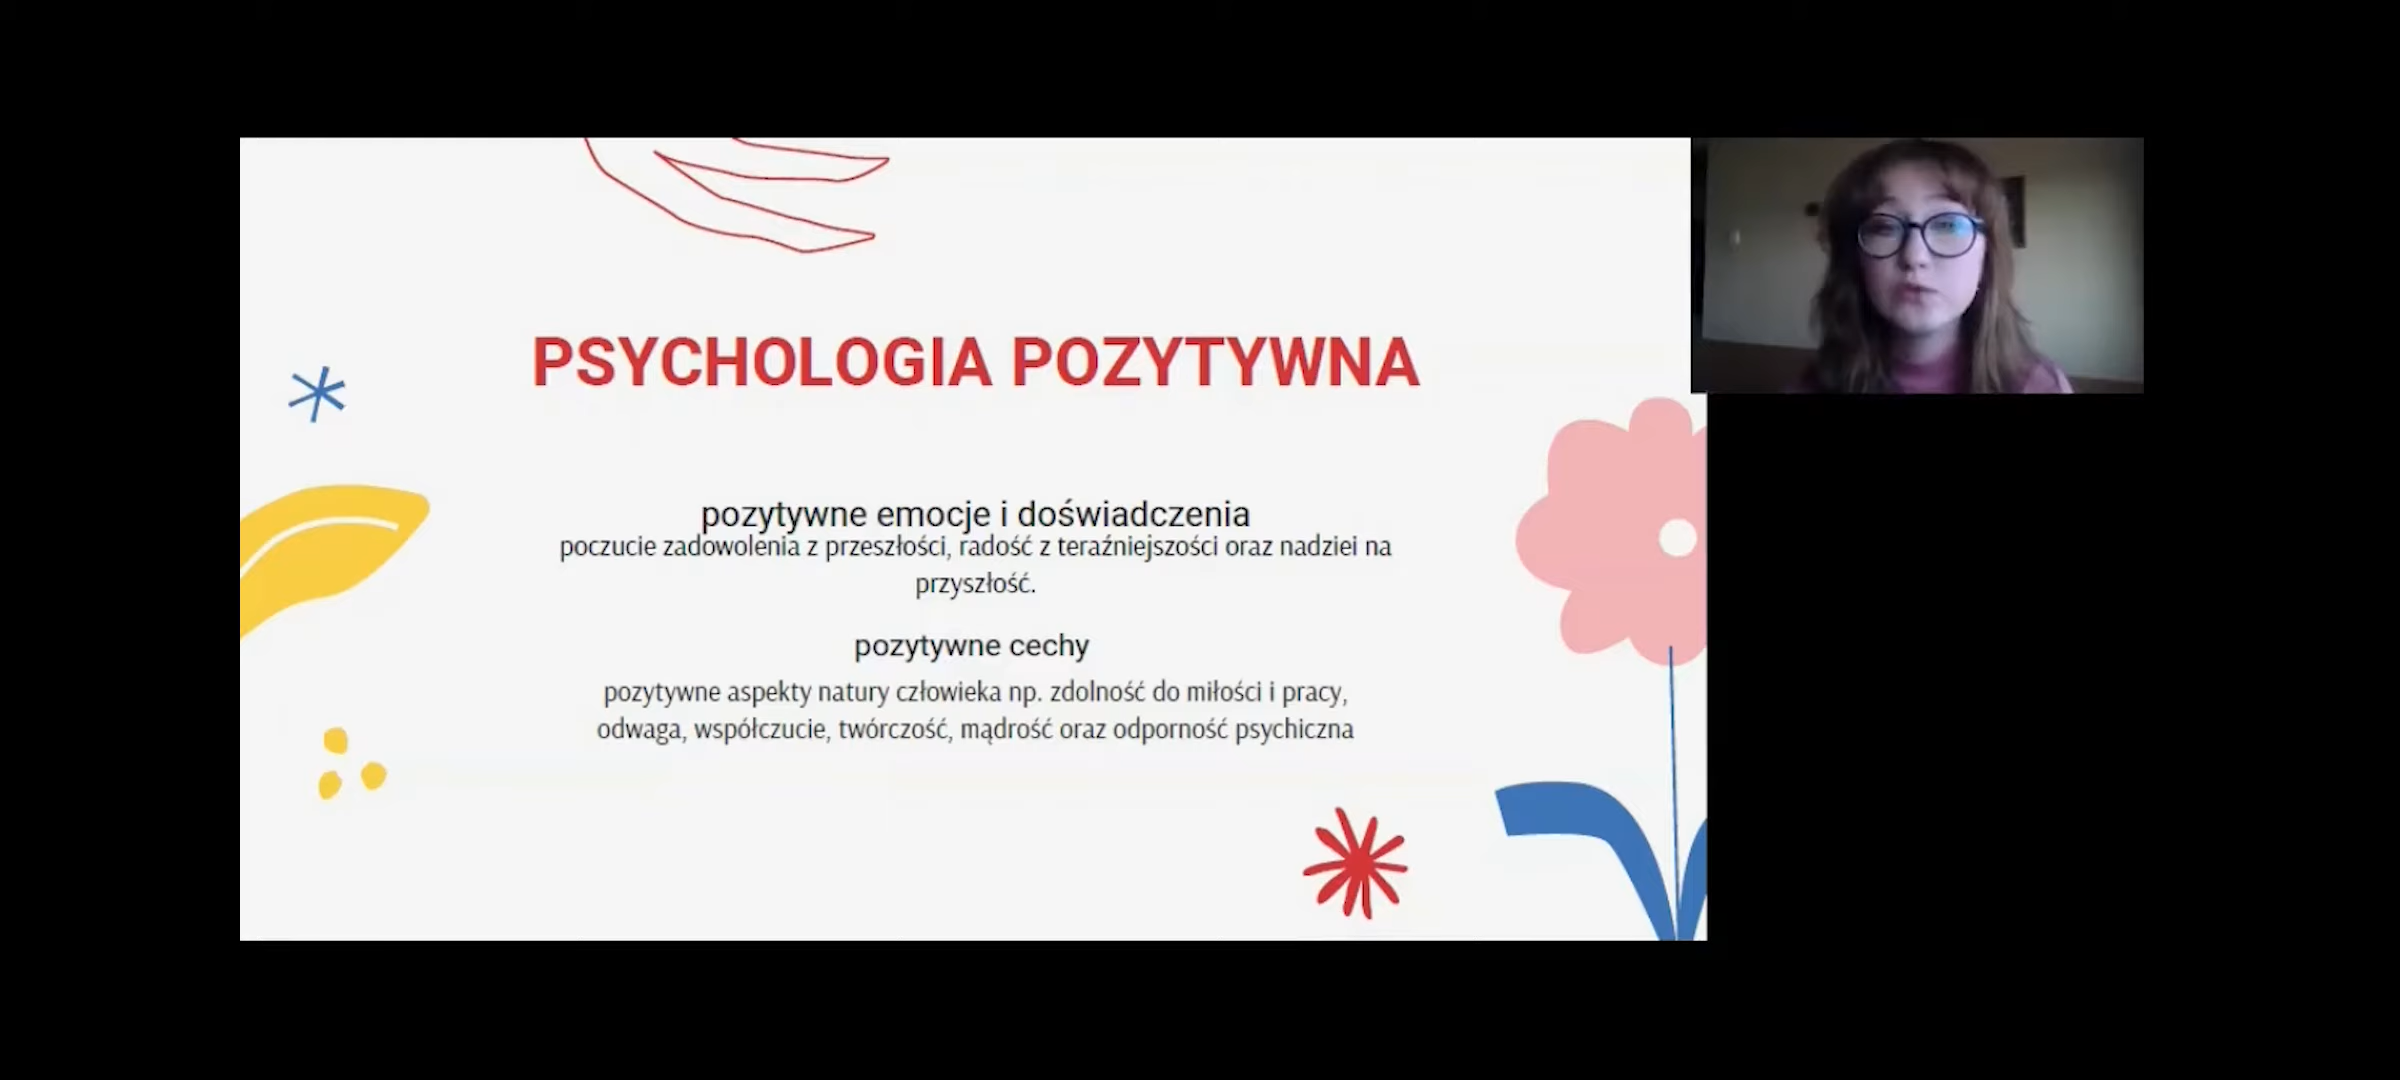 PSYCHOLOGIA POZYTYWNA
pozytywne emocje i doświadczenia
poczucie zadowolenia z przeszłości, radość z teraźniejszości oraz nadziei na
przyszłość.
pozytywne cechy
pozytywne aspekty natury człowieka np. zdolność do miłości i pracy,
odwaga, współczucie, twórczość, mądrość oraz odporność psychiczna